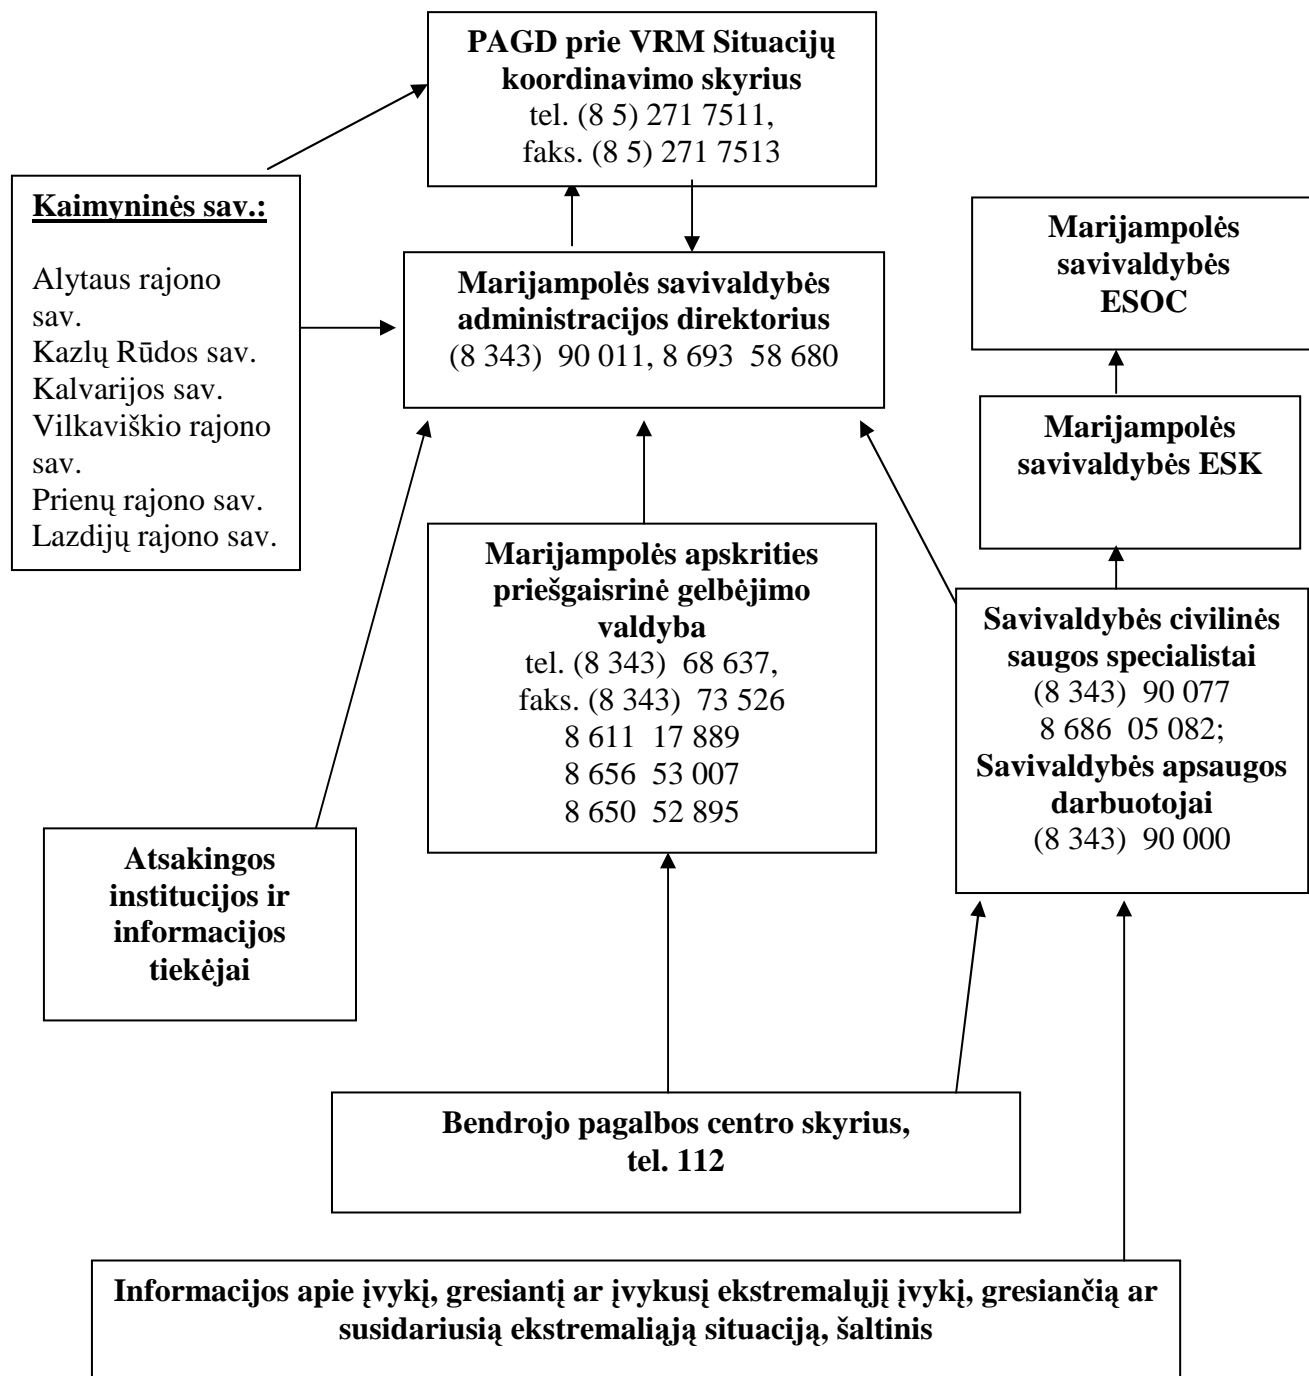 PAGD prie VRM Situacijų
koordinavimo skyrius
tel. (8 5) 271 7511,
faks. (8 5) 271 7513
Kaimyninės sav.:
Alytaus rajono
sav.
Kazlų Rūdos sav.
Kalvarijos sav.
Vilkaviškio rajono
sav.
Prienų rajono sav.
Lazdijų rajono sav.
Marijampolės savivaldybės
administracijos direktorius
(8 343) 90 011, 8 693 58 680
Marijampolės
savivaldybės
ESOC
Marijampolės
savivaldybės ESK
Marijampolės apskrities
priešgaisrinė gelbėjimo
valdyba
tel. (8 343) 68 637,
faks. (8 343) 73 526
8 611 17 889
8 656 53 007
8 650 52 895
Savivaldybės civilinės
saugos specialistai
(8 343) 90 077
8 686 05 082;
Savivaldybės apsaugos
darbuotojai
(8 343) 90 000
Atsakingos
institucijos ir
informacijos
tiekėjai
Bendrojo pagalbos centro skyrius,
tel. 112
Informacijos apie įvykį, gresiantį ar įvykusį ekstremalųjį įvykį, gresiančią ar
susidariusią ekstremaliąją situaciją, šaltinis